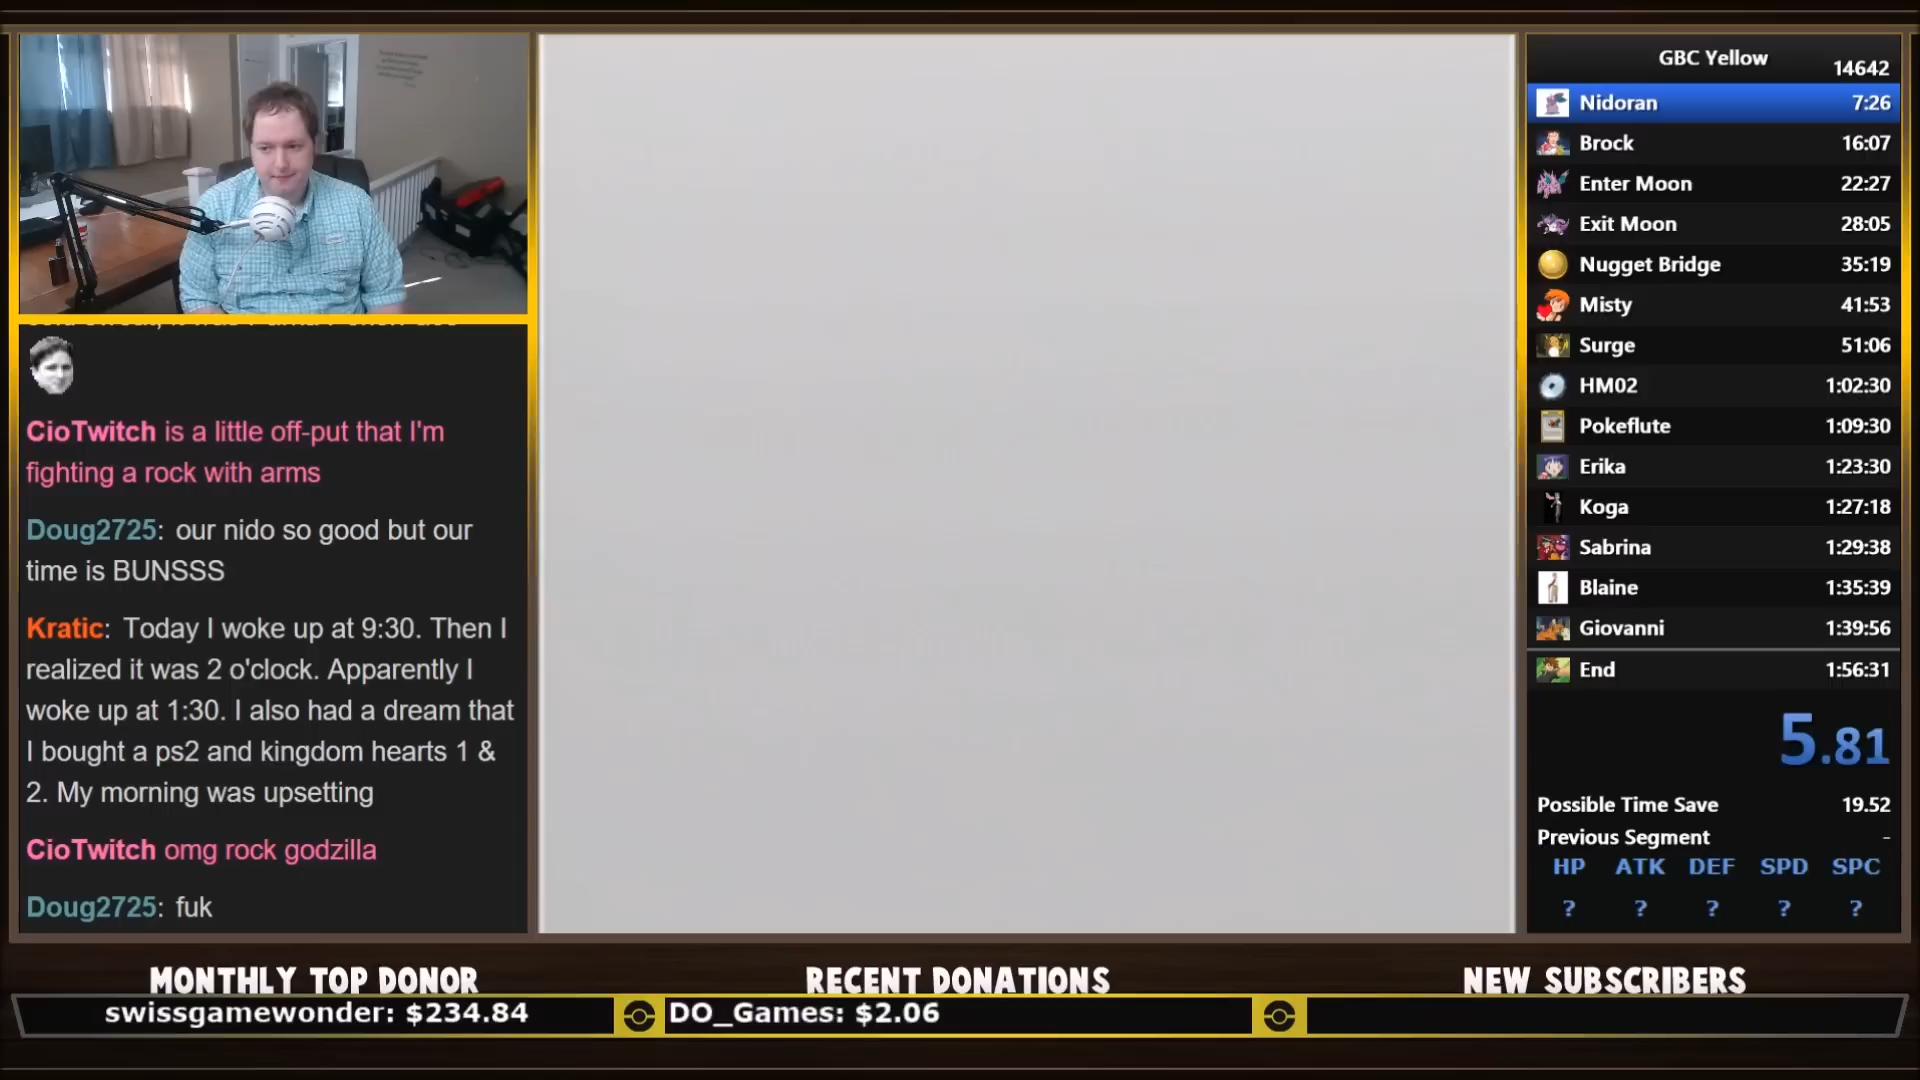 CioTwitch is a little off-put that I'm
fighting a rock with arms
Doug2725: our nido so good but our
time is BUNSSS
Kratic: Today I woke up at 9:30. Then I
realized it was 2 o'clock. Apparently I
woke up at 1:30. I also had a dream that
I bought a ps2 and kingdom hearts 1 &
2. My morning was upsetting
CioTwitch omg rock godzilla
Doug2725: fuk
GBC Yellow 14642
Nidoran 7:26
Brock 16:07
Enter Moon 22:27
Exit Moon 28:05
Nugget Bridge 35:19
Misty 41:53
Surge 51:06
HM02 1:02:30
Pokeflute 1:09:30
Erika 1:23:30
Koga 1:27:18
Sabrina 1:29:38
Blaine 1:35:39
Giovanni 1:39:56
End 1:56:31
5.81
Possible Time Save 19.52
Previous Segment -
HP ATK DEF SPD SPC
? ? ? ? ?
MONTHLY TOP DONOR
swissgamewonder: $234.84
RECENT DONATIONS
DO_Games: $2.06
NEW SUBSCRIBERS